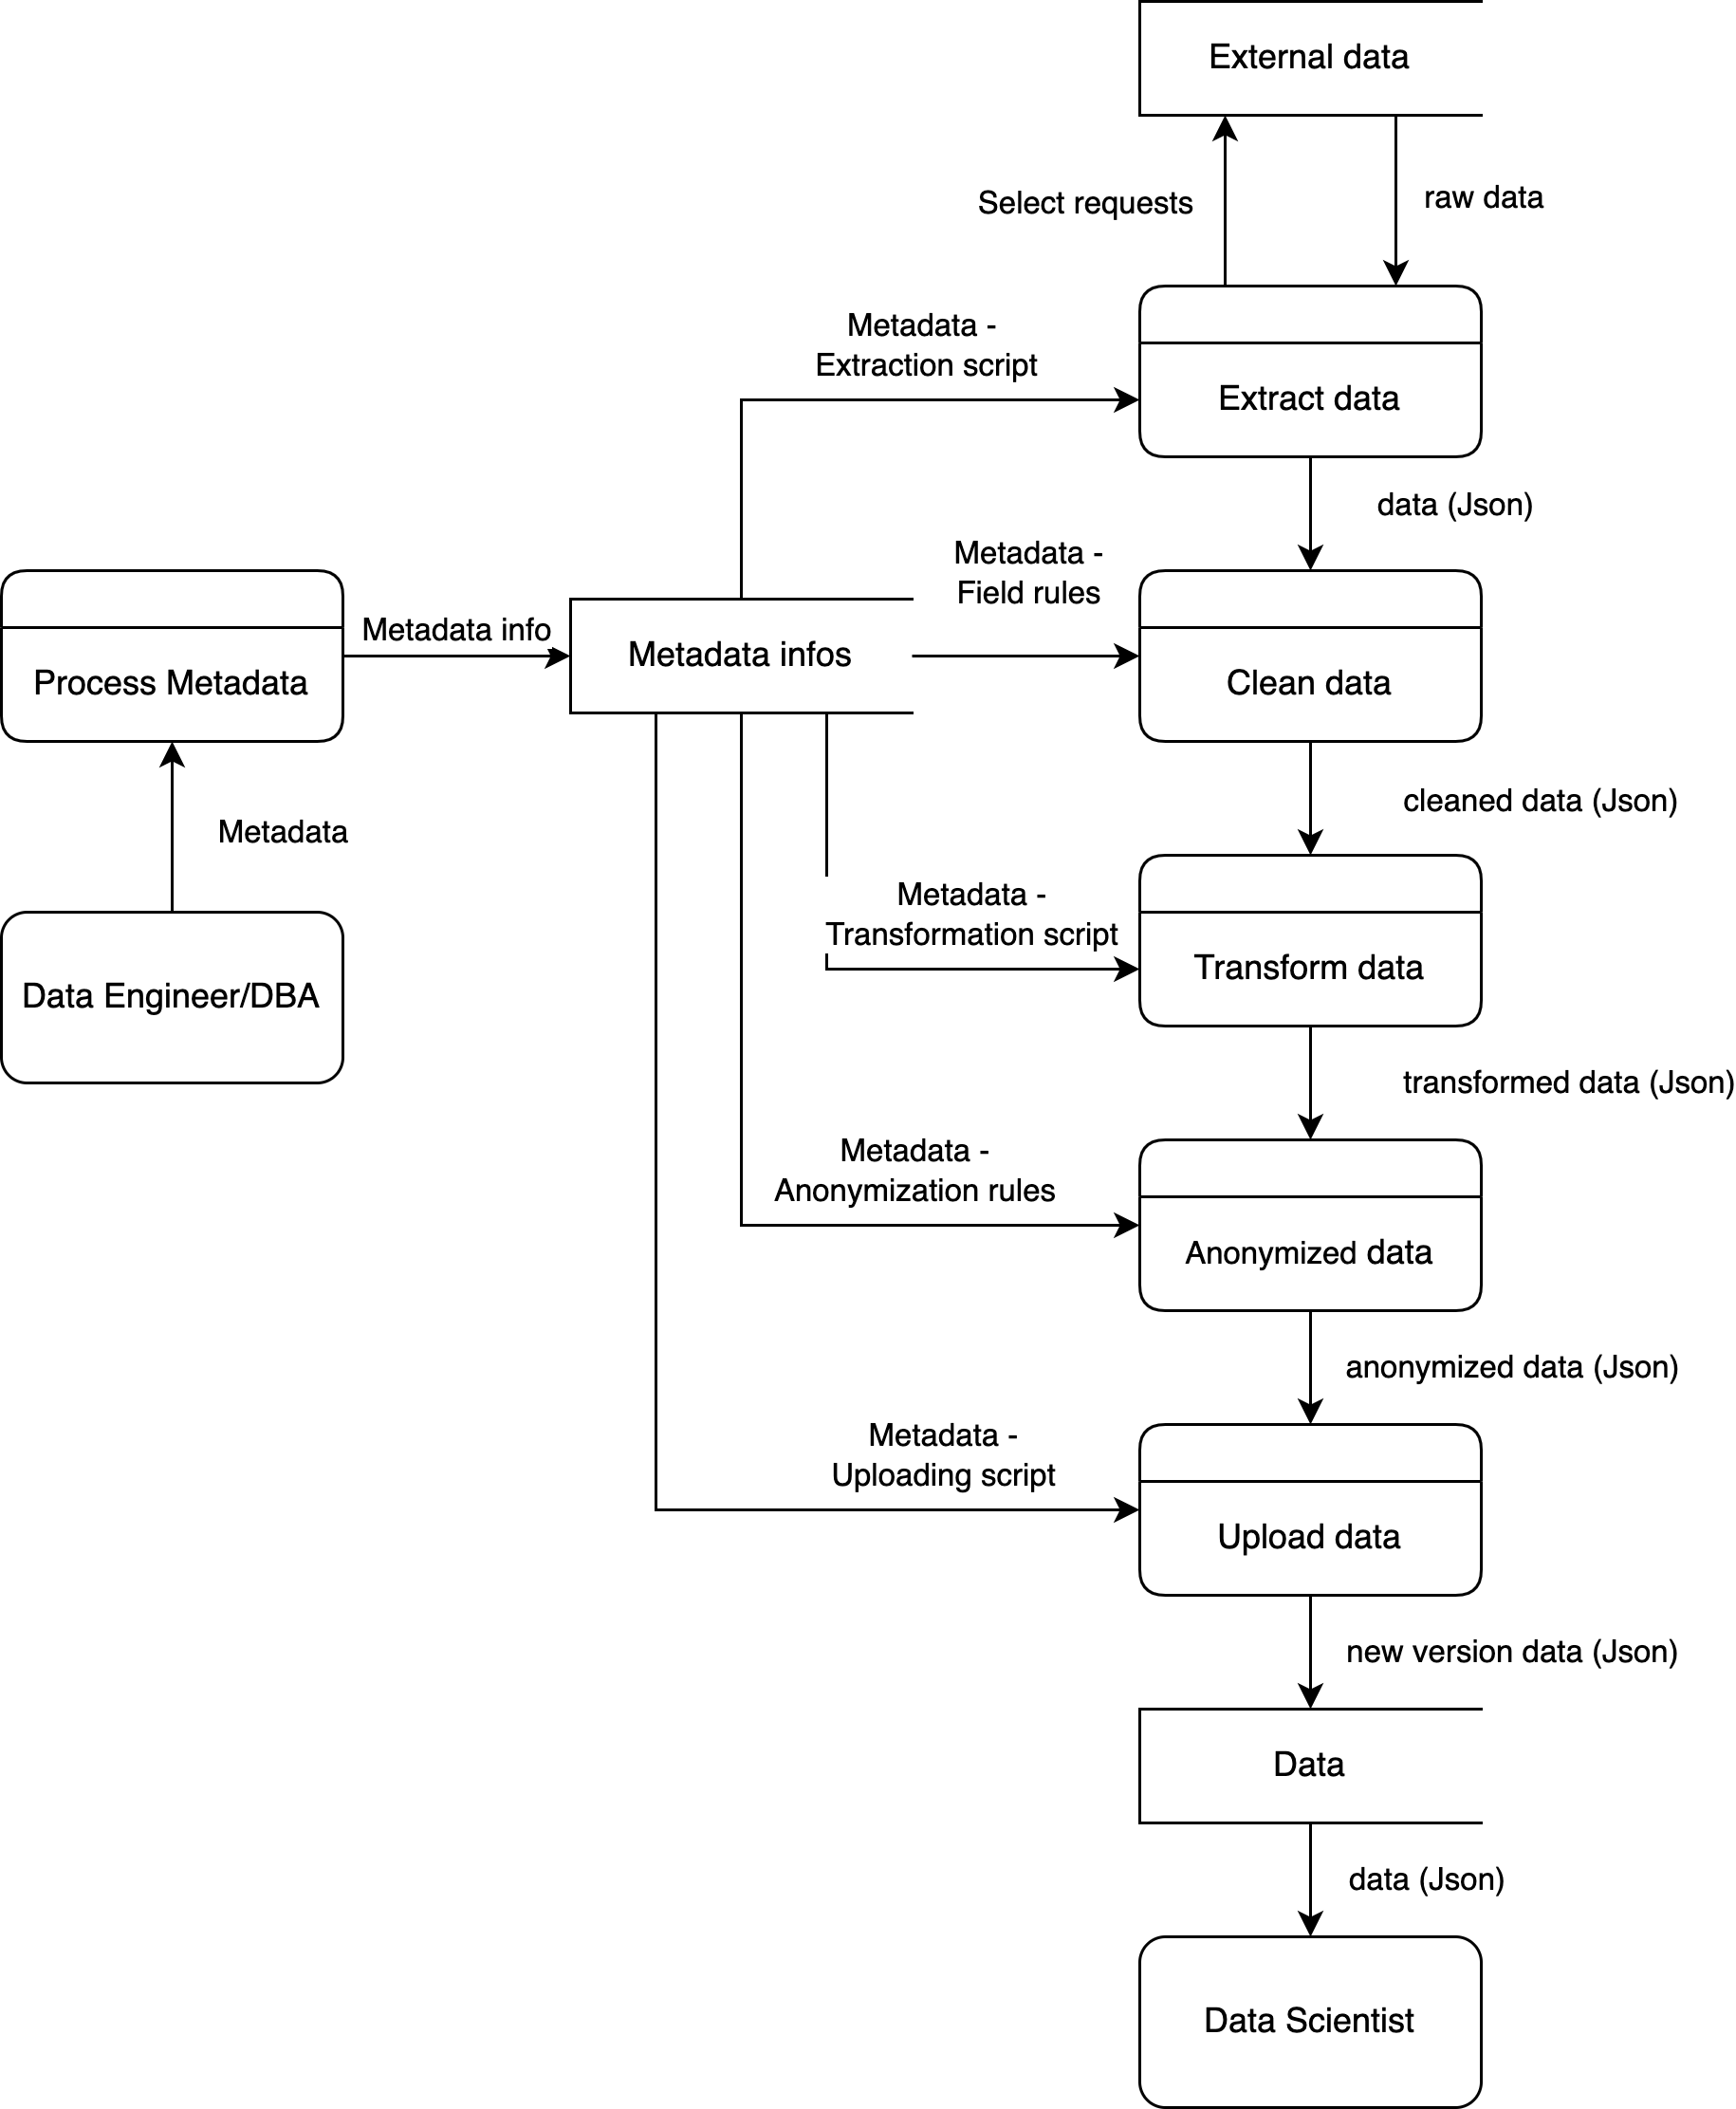 External data
Select requests
raw data
Metadata -
Extraction script
Extract data
data (Json)
Metadata -
Field rules
Metadata info
Metadata infos
Process Metadata
Clean data
cleaned data (Json)
Metadata
Metadata -
Transformation script
Transform data
Data Engineer/DBA
transformed data (Json)
Metadata -
Anonymization rules
Anonymized data
anonymized data (Json)
Metadata -
Uploading script
Upload data
new version data (Json)
Data
data (Json)
Data Scientist